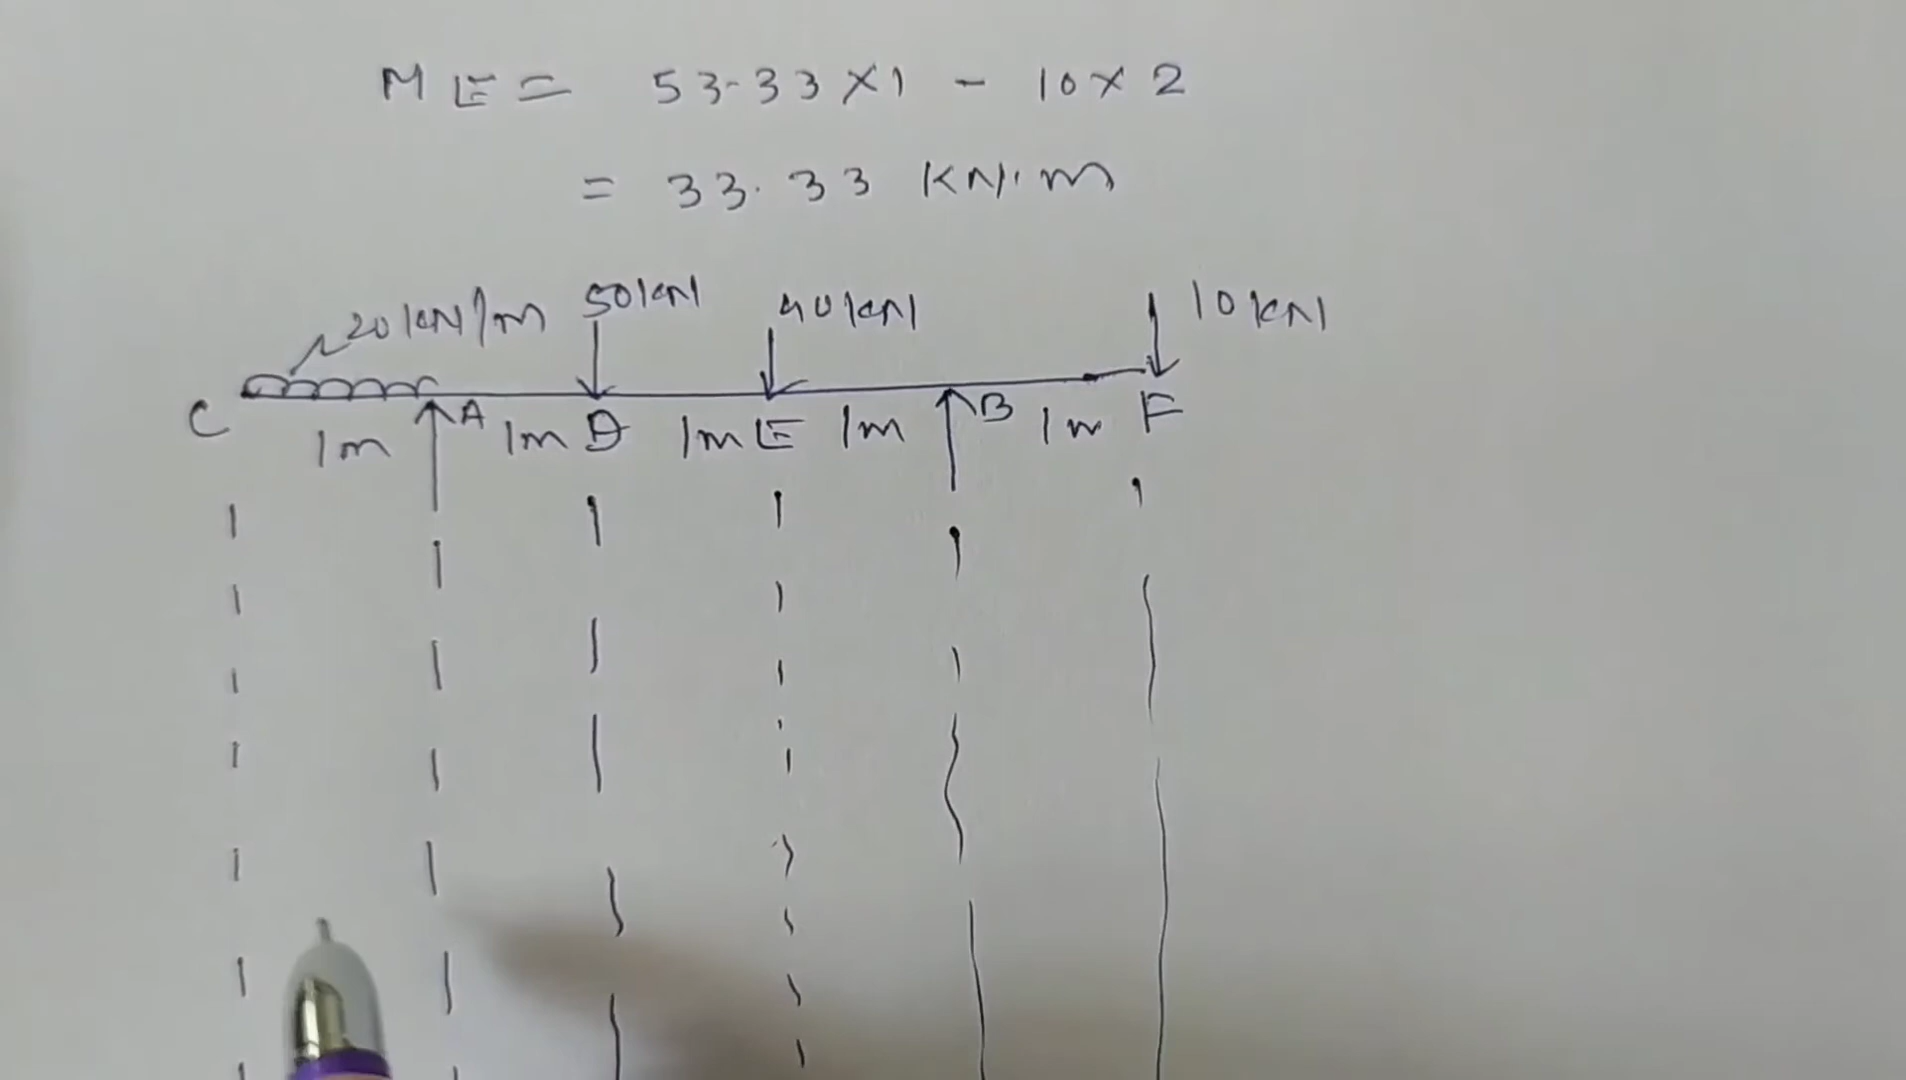 ME = 53.33 × 1 - 10 × 2
= 33.33 KN.m
20 kN/m 50 kN 40 kN 10 kN
C A D E B F
1m 1m 1m 1m 1m